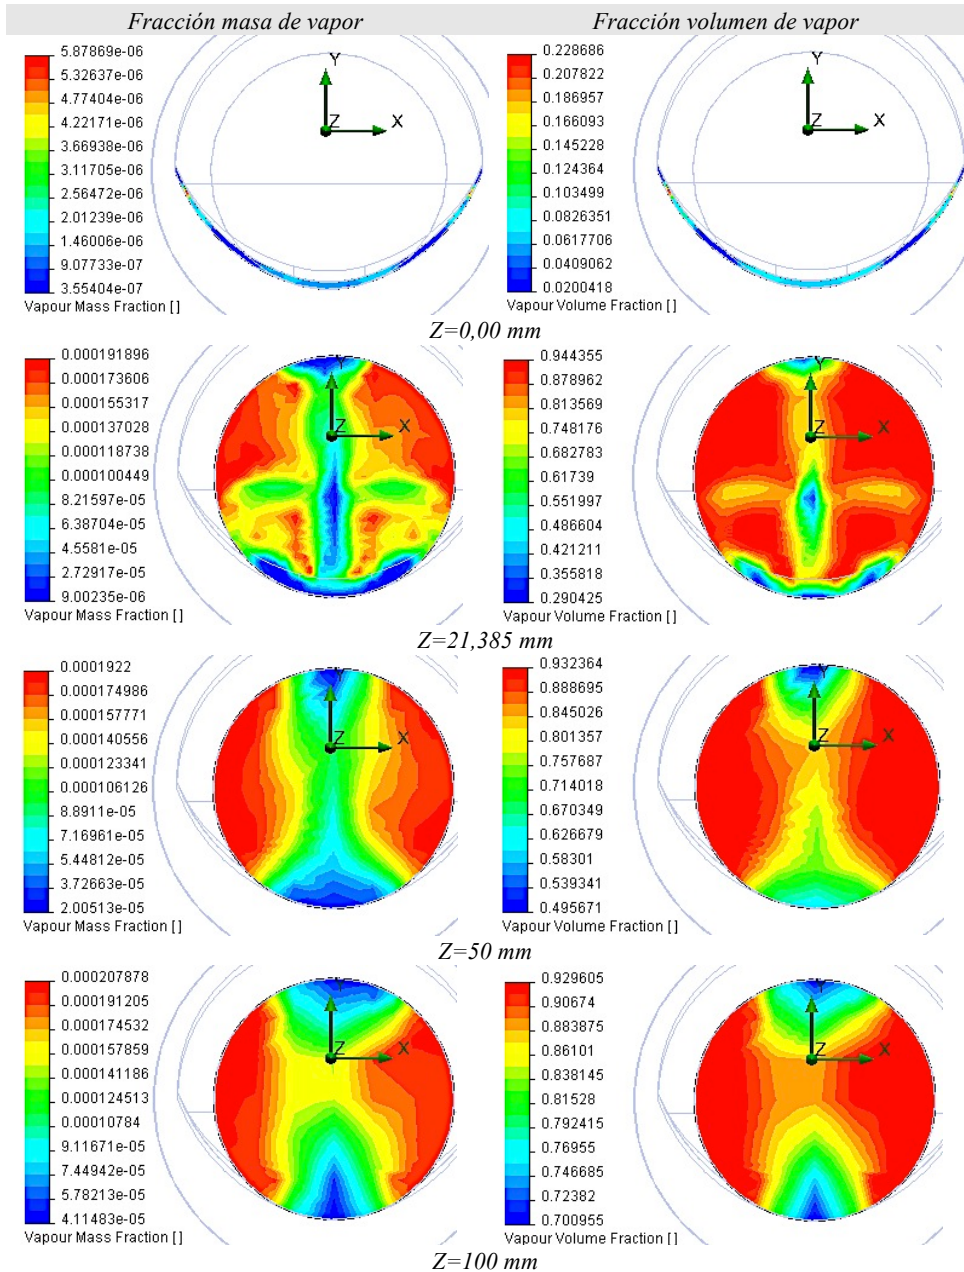 Fracción masa de vapor
Fracción volumen de vapor
5.87869e-06
5.32637e-06
4.77404e-06
4.22171e-06
3.66938e-06
3.11705e-06
2.56472e-06
2.01239e-06
1.46006e-06
9.07733e-07
3.55404e-07
Vapour Mass Fraction [ ]
Y
Z
X
0.228686
0.207822
0.186957
0.166093
0.145228
0.124364
0.103499
0.0826351
0.0617706
0.0409062
0.0200418
Vapour Volume Fraction [ ]
Y
Z
X
Z=0,00 mm
0.000191896
0.000173606
0.000155317
0.000137028
0.000118738
0.000100449
8.21597e-05
6.38704e-05
4.5581e-05
2.72917e-05
9.00235e-06
Vapour Mass Fraction [ ]
Y
Z
X
0.944355
0.878962
0.813569
0.748176
0.682783
0.61739
0.551997
0.486604
0.421211
0.355818
0.290425
Vapour Volume Fraction [ ]
Y
Z
X
Z=21,385 mm
0.0001922
0.000174986
0.000157771
0.000140556
0.000123341
0.000106126
8.8911e-05
7.16961e-05
5.44812e-05
3.72663e-05
2.00513e-05
Vapour Mass Fraction [ ]
Y
Z
X
0.932364
0.888695
0.845026
0.801357
0.757687
0.714018
0.670349
0.626679
0.58301
0.539341
0.495671
Vapour Volume Fraction [ ]
Y
Z
X
Z=50 mm
0.000207878
0.000191205
0.000174532
0.000157859
0.000141186
0.000124513
0.00010784
9.11671e-05
7.44942e-05
5.78213e-05
4.11483e-05
Vapour Mass Fraction [ ]
Y
Z
X
0.929605
0.90674
0.883875
0.86101
0.838145
0.81528
0.792415
0.76955
0.746685
0.72382
0.700955
Vapour Volume Fraction [ ]
Y
Z
X
Z=100 mm